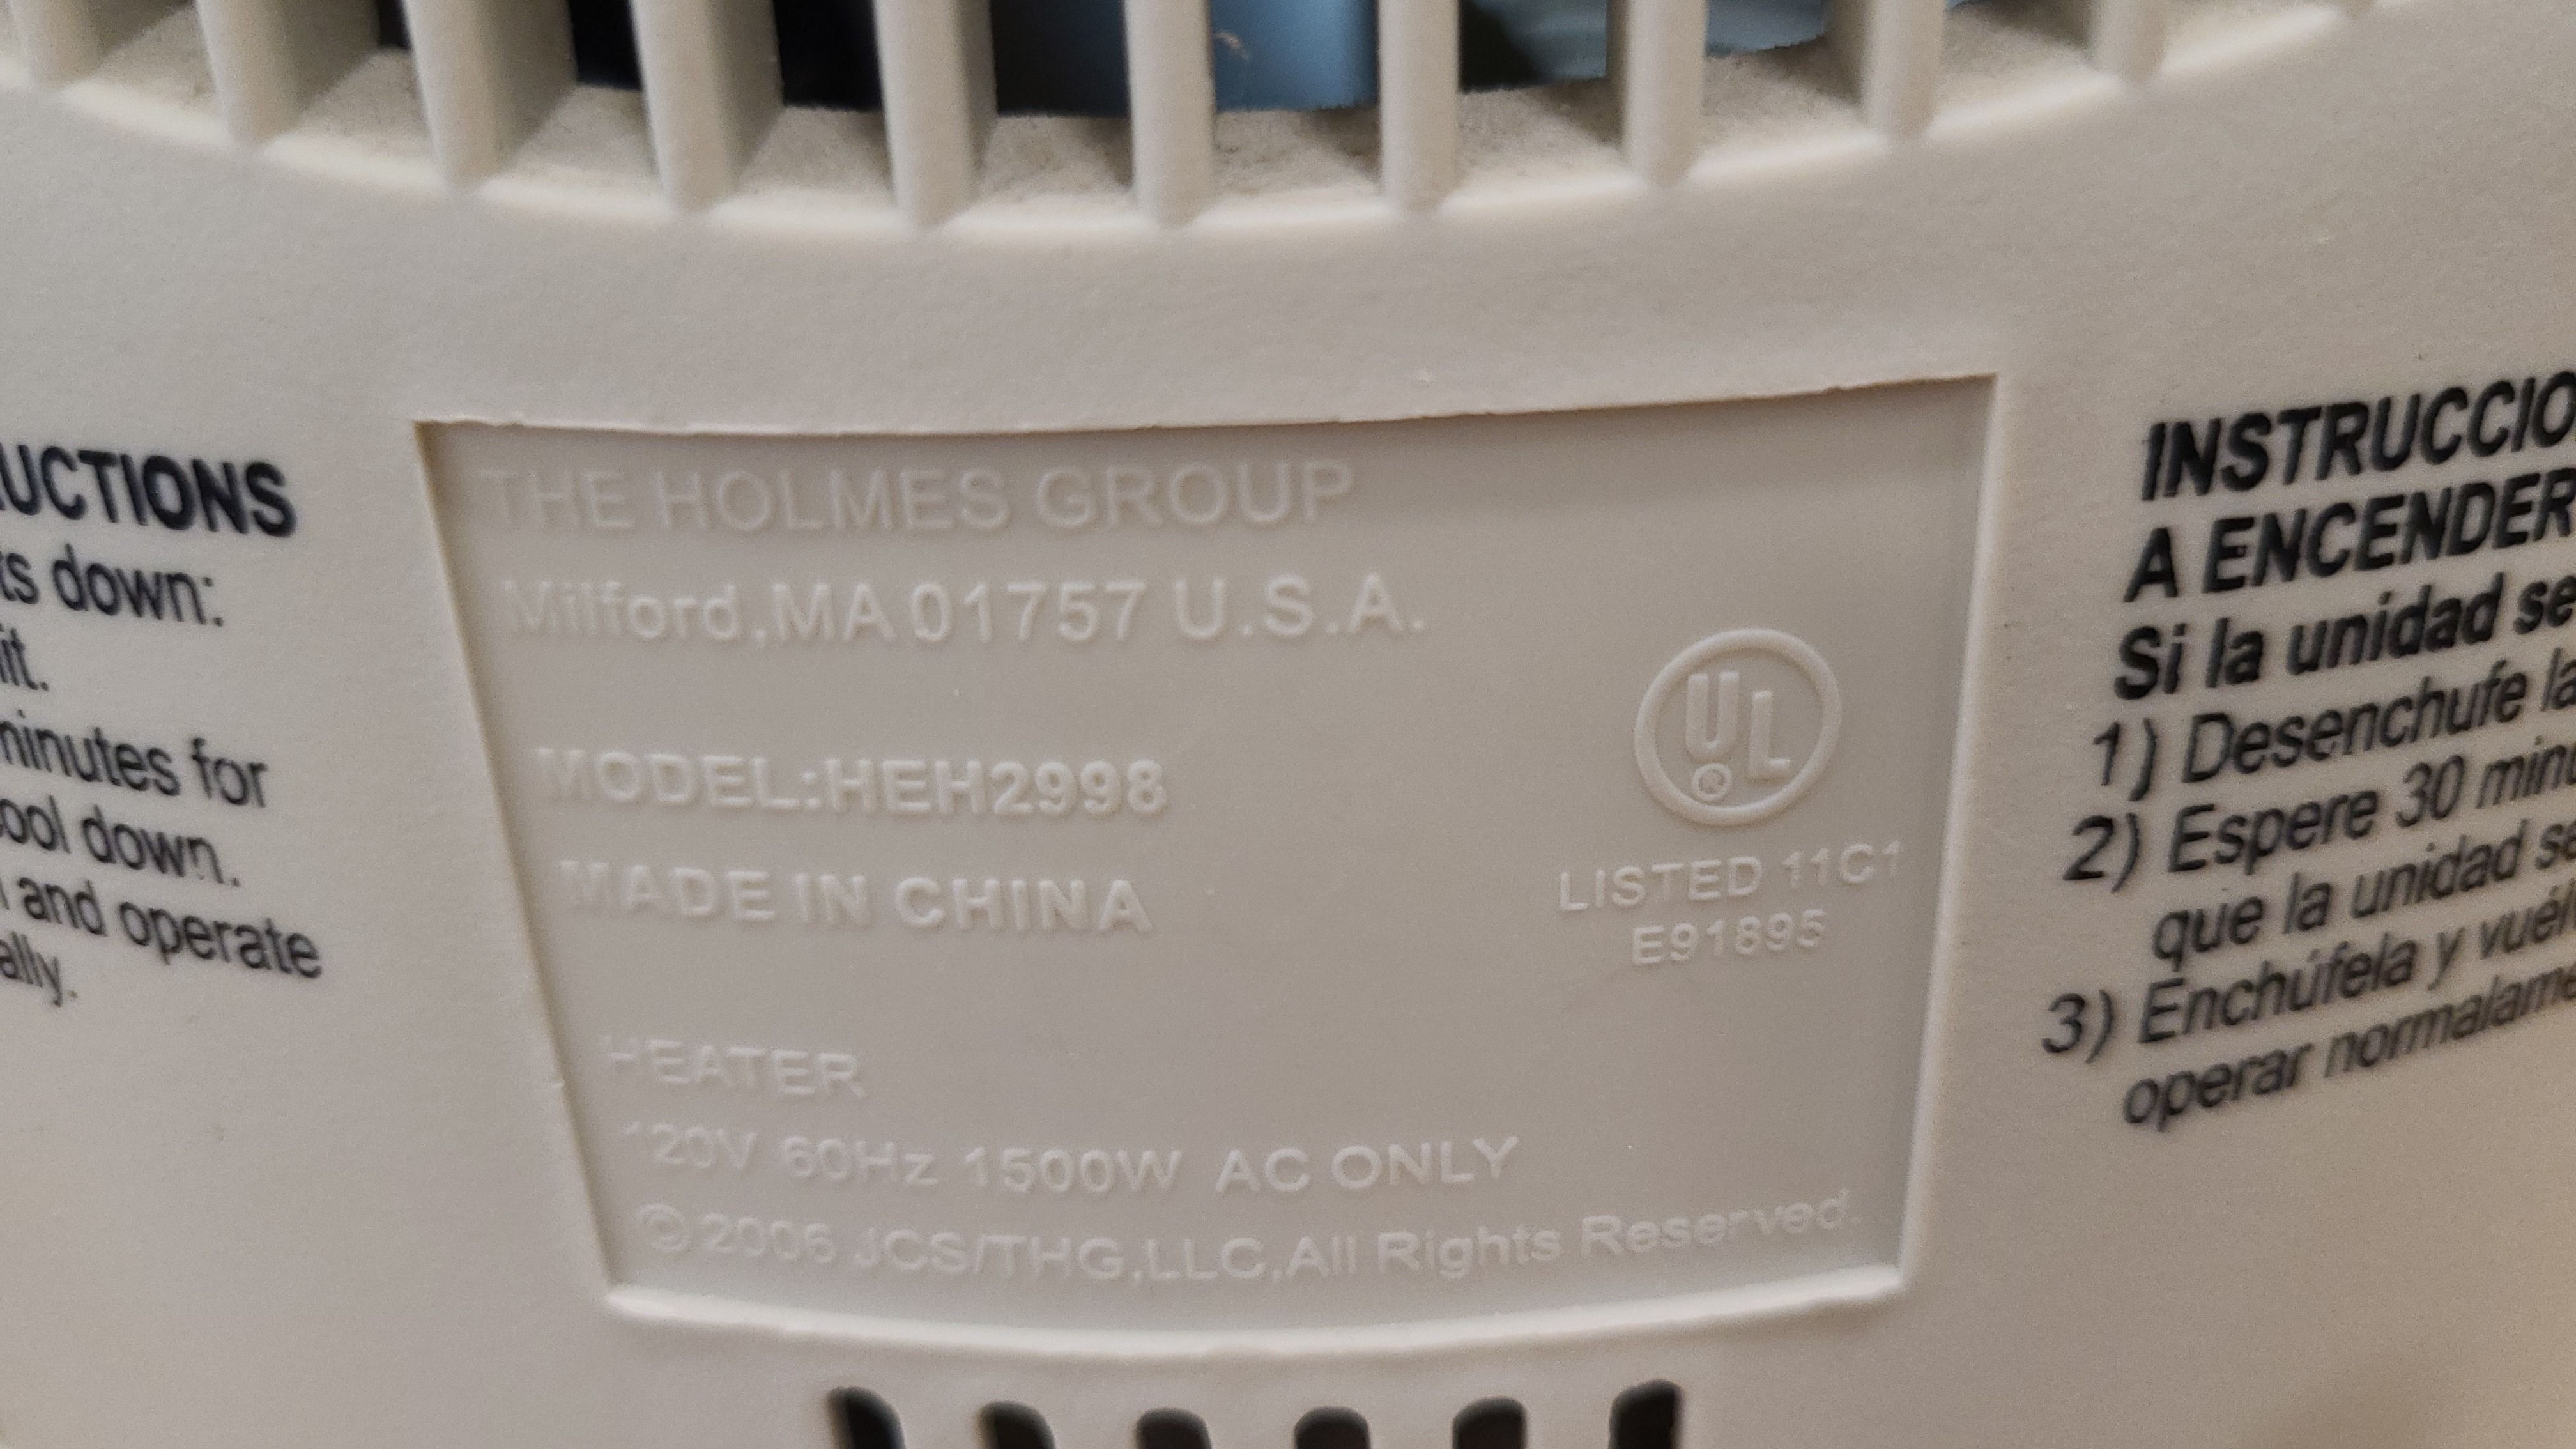 UCTIONS
ts down:
it.
minutes for
ool down.
and operate
ally.
THE HOLMES GROUP
Milford,MA 01757 U.S.A.
MODEL:HEH2998
MADE IN CHINA
UL
®
LISTED 11C1
E91895
HEATER
120V 60Hz 1500W AC ONLY
© 2006 JCS/THG,LLC,All Rights Reserved.
INSTRUCCIO
A ENCENDER
Si la unidad se
1) Desenchufe la
2) Espere 30 minu
que la unidad se
3) Enchúfela y vuél
operar normalame